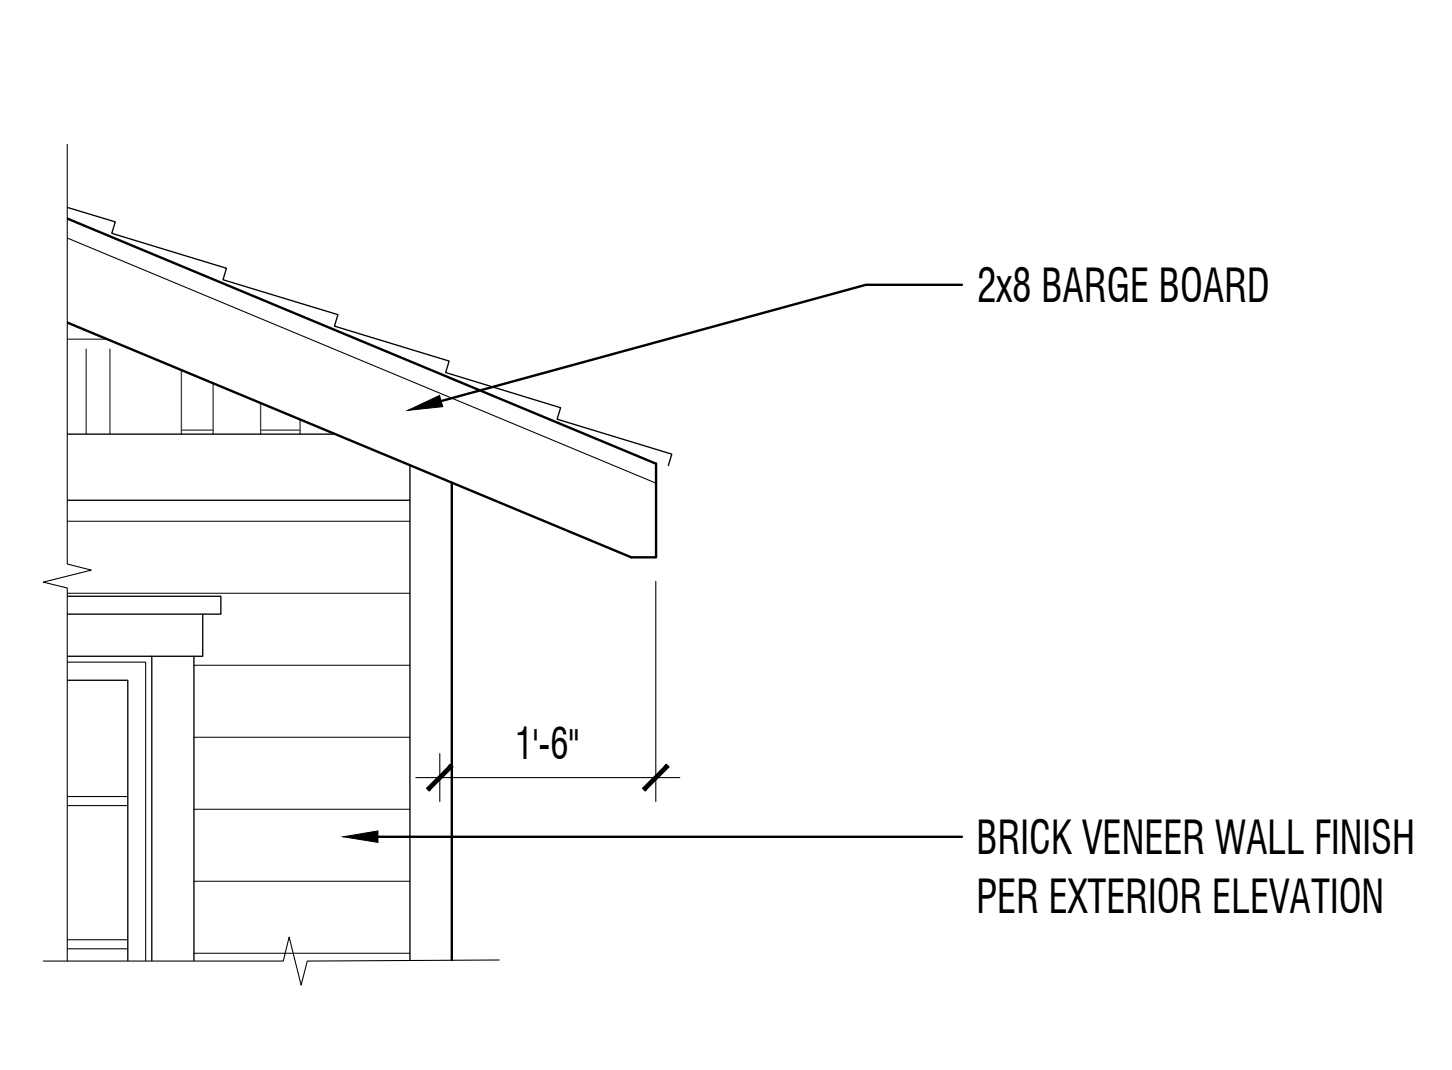 2x8 BARGE BOARD
1'-6"
BRICK VENEER WALL FINISH
PER EXTERIOR ELEVATION